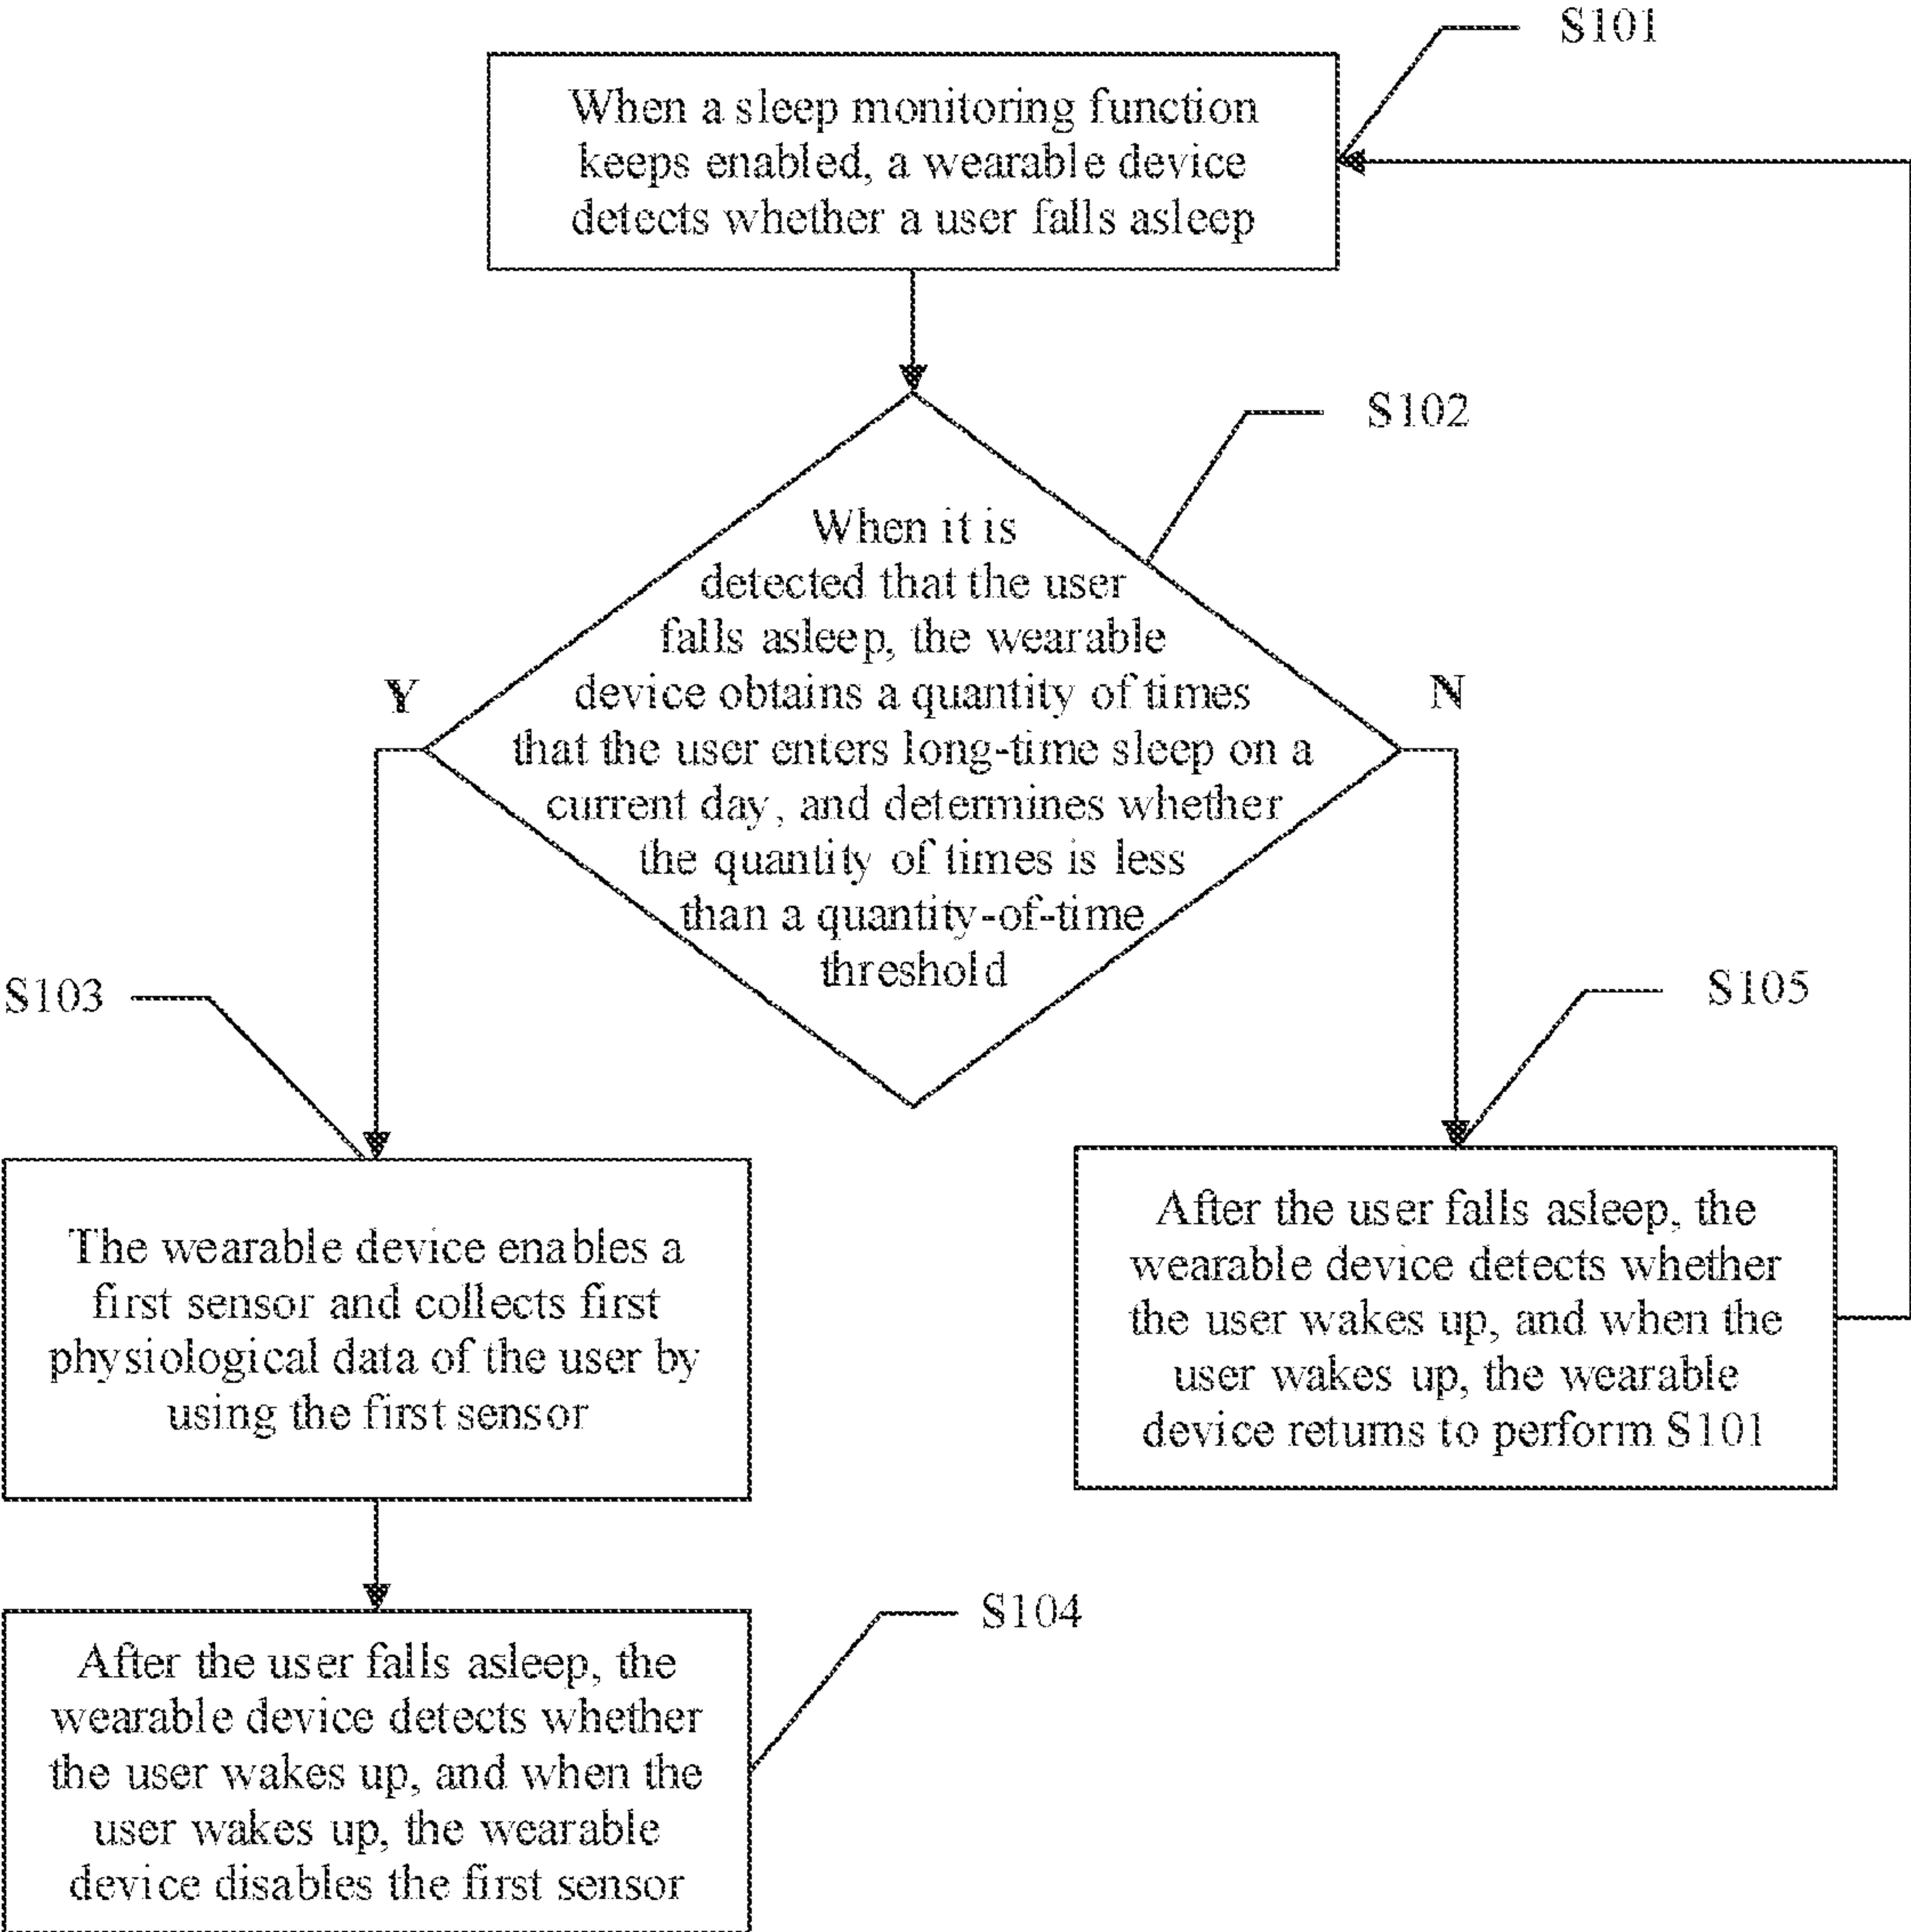 S101
When a sleep monitoring function
keeps enabled, a wearable device
detects whether a user falls asleep
S102
When it is
detected that the user
falls asleep, the wearable
device obtains a quantity of times
that the user enters long-time sleep on a
current day, and determines whether
the quantity of times is less
than a quantity-of-time
threshold
Y
N
S103
The wearable device enables a
first sensor and collects first
physiological data of the user by
using the first sensor
S105
After the user falls asleep, the
wearable device detects whether
the user wakes up, and when the
user wakes up, the wearable
device returns to perform S101
S104
After the user falls asleep, the
wearable device detects whether
the user wakes up, and when the
user wakes up, the wearable
device disables the first sensor